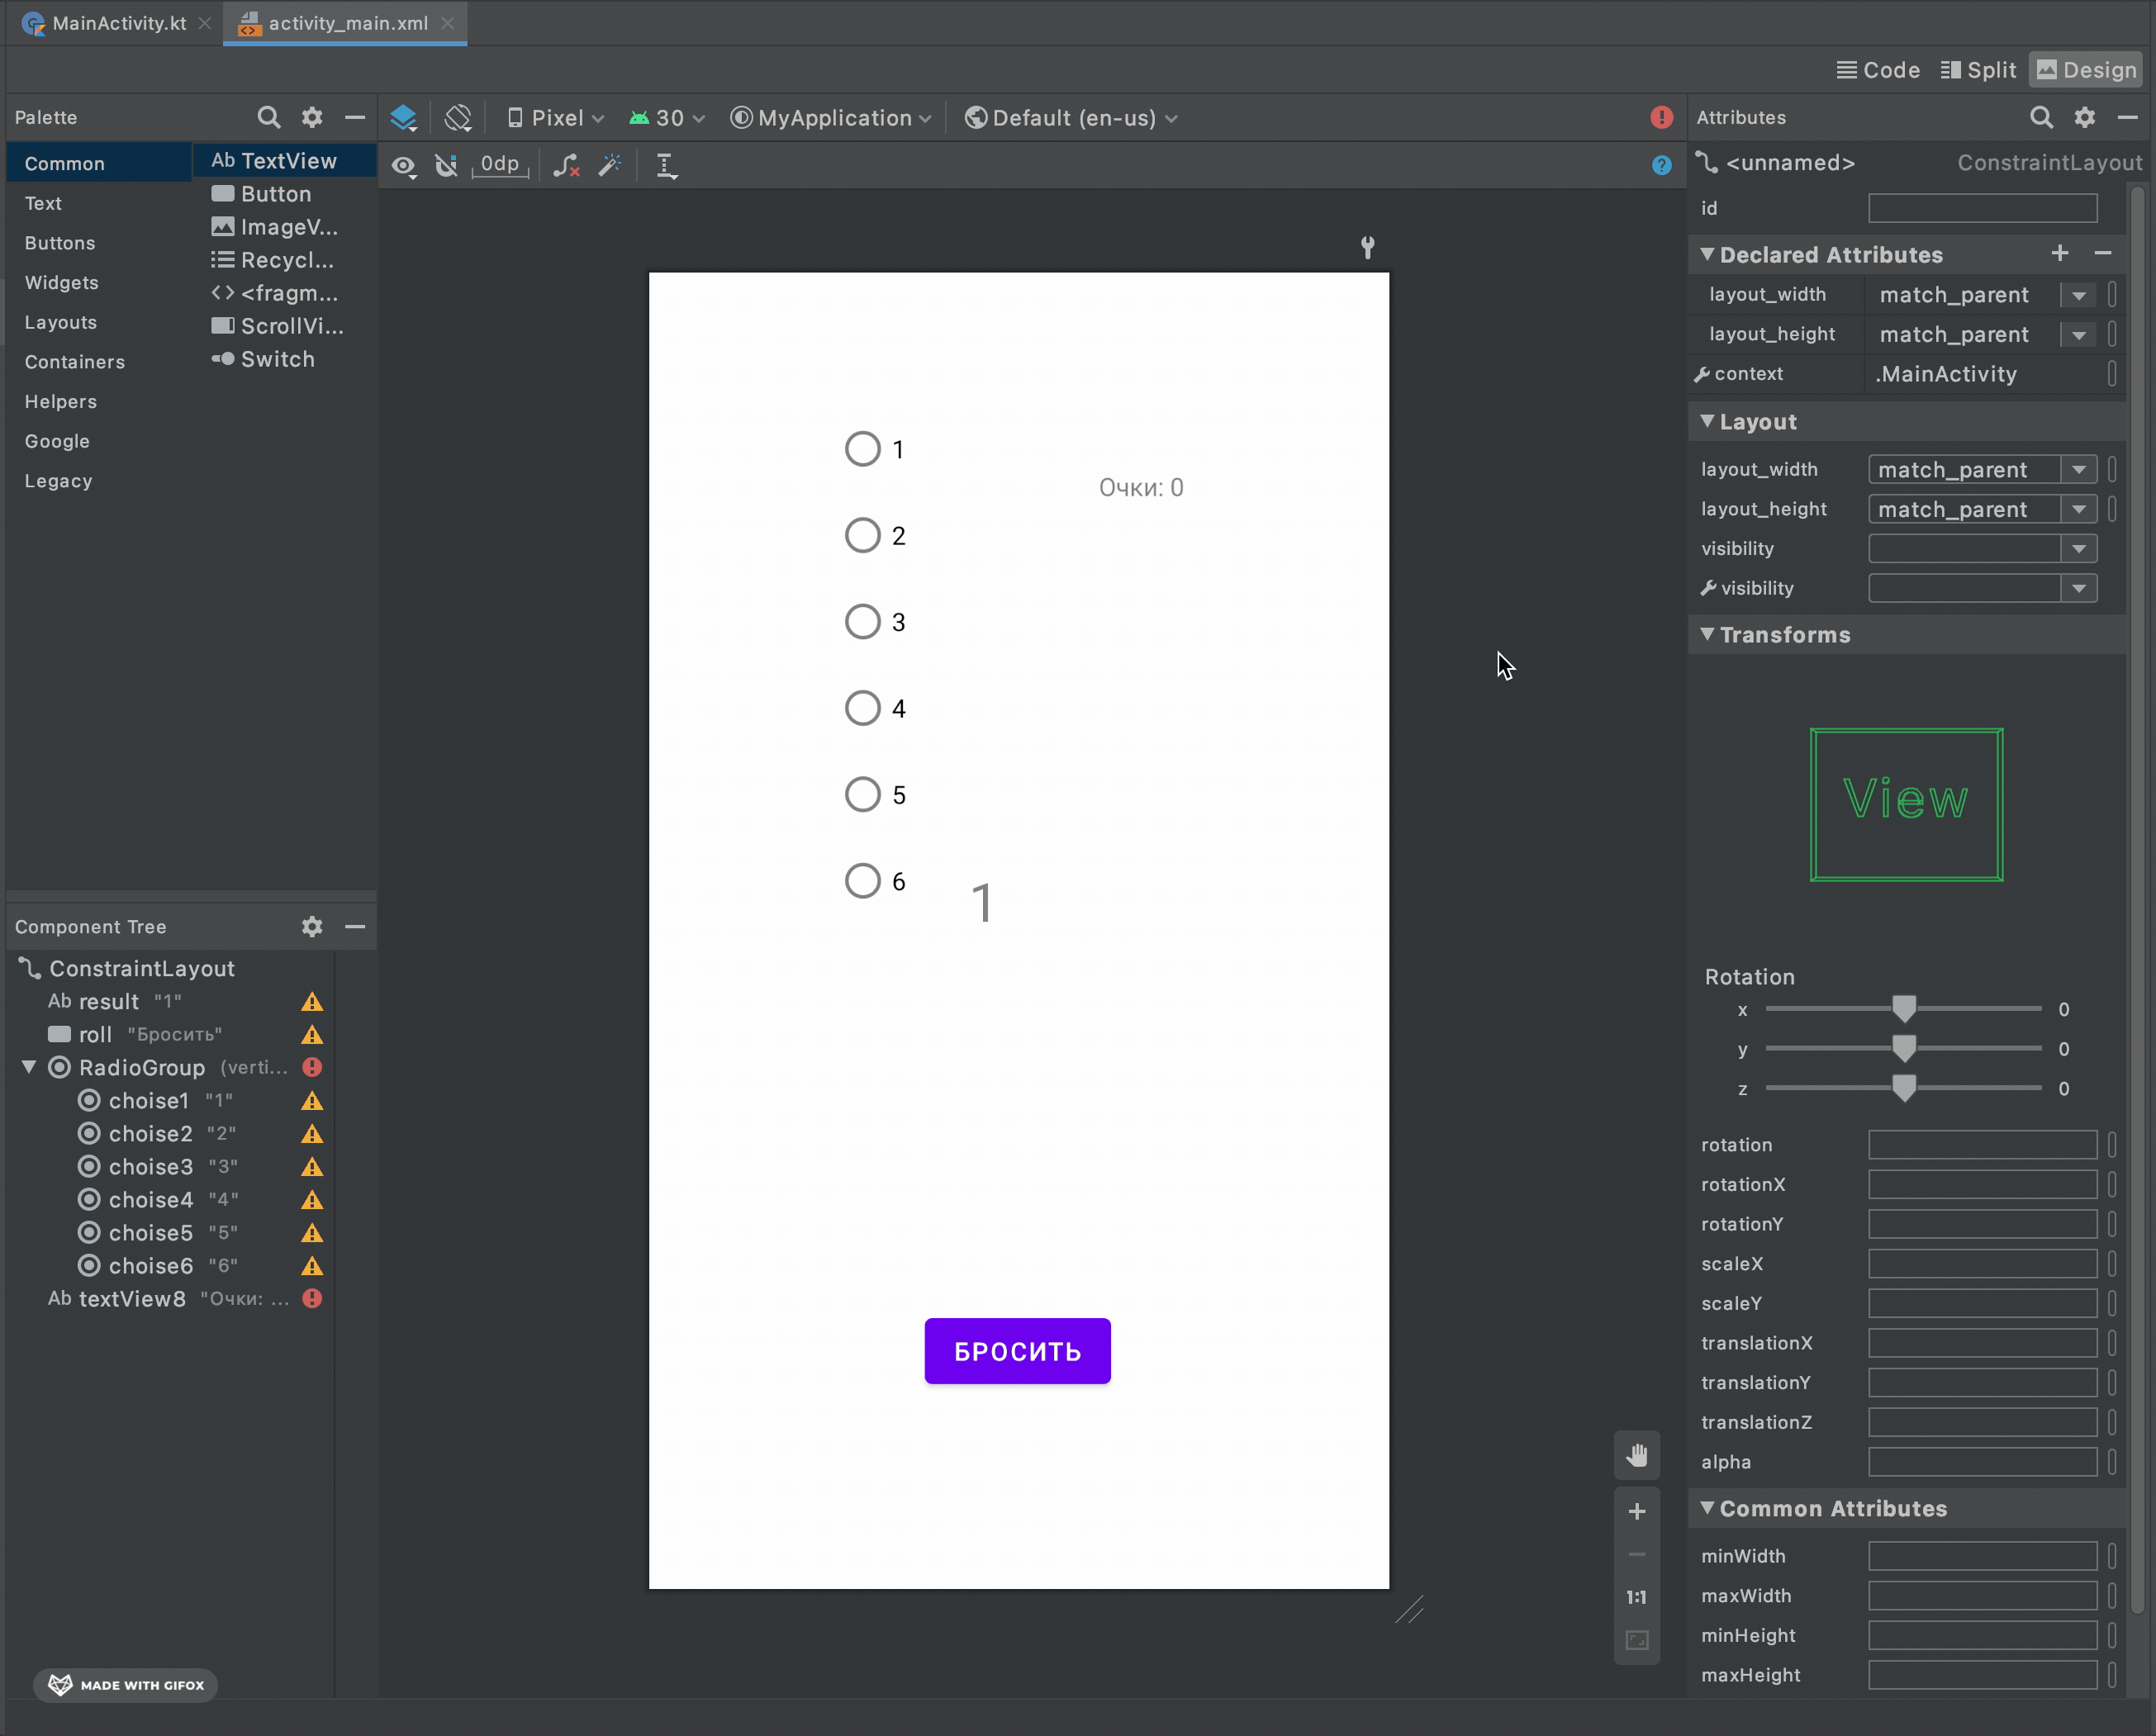 MainActivity.kt
activity_main.xml
Code
Split
Design
Palette
Pixel
30
MyApplication
Default (en-us)
Attributes
Common
Text
Buttons
Widgets
Layouts
Containers
Helpers
Google
Legacy
Ab TextView
Button
ImageV...
Recycl...
<> <fragm...
ScrollVi...
Switch
0dp
?
<unnamed>
ConstraintLayout
id
Declared Attributes
layout_width match_parent
layout_height match_parent
context .MainActivity
Layout
layout_width match_parent
layout_height match_parent
visibility
visibility
Transforms
View
Rotation
x 0
y 0
z 0
rotation
rotationX
rotationY
scaleX
scaleY
translationX
translationY
translationZ
alpha
Common Attributes
minWidth
maxWidth
minHeight
maxHeight
1
Очки: 0
2
3
4
5
6
1
БРОСИТЬ
1:1
Component Tree
ConstraintLayout
Ab result "1"
roll "Бросить"
RadioGroup (verti...
choise1 "1"
choise2 "2"
choise3 "3"
choise4 "4"
choise5 "5"
choise6 "6"
Ab textView8 "Очки: ...
MADE WITH GIFOX